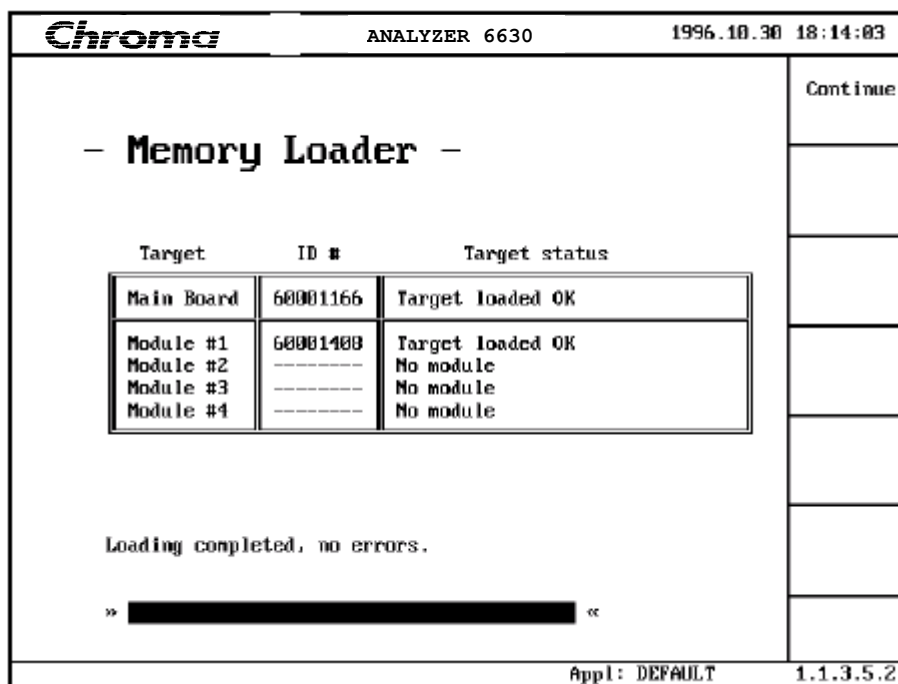 Chroma ANALYZER 6630 1996.10.30 18:14:03
Continue
- Memory Loader -
Target ID # Target status
Main Board 60001166 Target loaded OK
Module #1 60001408 Target loaded OK
Module #2 -------- No module
Module #3 -------- No module
Module #4 -------- No module
Loading completed, no errors.
» «
Appl: DEFAULT 1.1.3.5.2